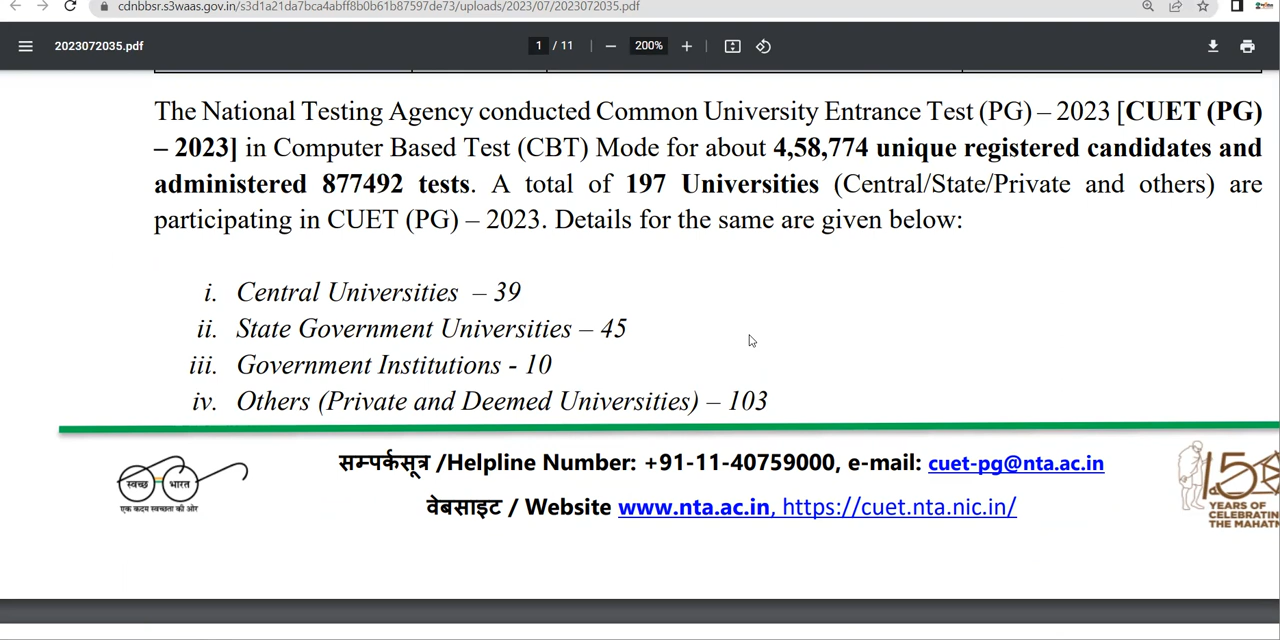 cdnbbsr.s3waas.gov.in/s3d1a21da7bca4abff8b0b61b87597de73/uploads/2023/07/2023072035.pdf
2023072035.pdf 1 / 11 200%
The National Testing Agency conducted Common University Entrance Test (PG) – 2023 [CUET (PG)
– 2023] in Computer Based Test (CBT) Mode for about 4,58,774 unique registered candidates and
administered 877492 tests. A total of 197 Universities (Central/State/Private and others) are
participating in CUET (PG) – 2023. Details for the same are given below:
i. Central Universities – 39
ii. State Government Universities – 45
iii. Government Institutions - 10
iv. Others (Private and Deemed Universities) – 103
स्वच्छ भारत
एक कदम स्वच्छता की ओर
सम्पर्कसूत्र /Helpline Number: +91-11-40759000, e-mail: cuet-pg@nta.ac.in
वेबसाइट / Website www.nta.ac.in, https://cuet.nta.nic.in/
150
YEARS OF
CELEBRATIN
THE MAHATM